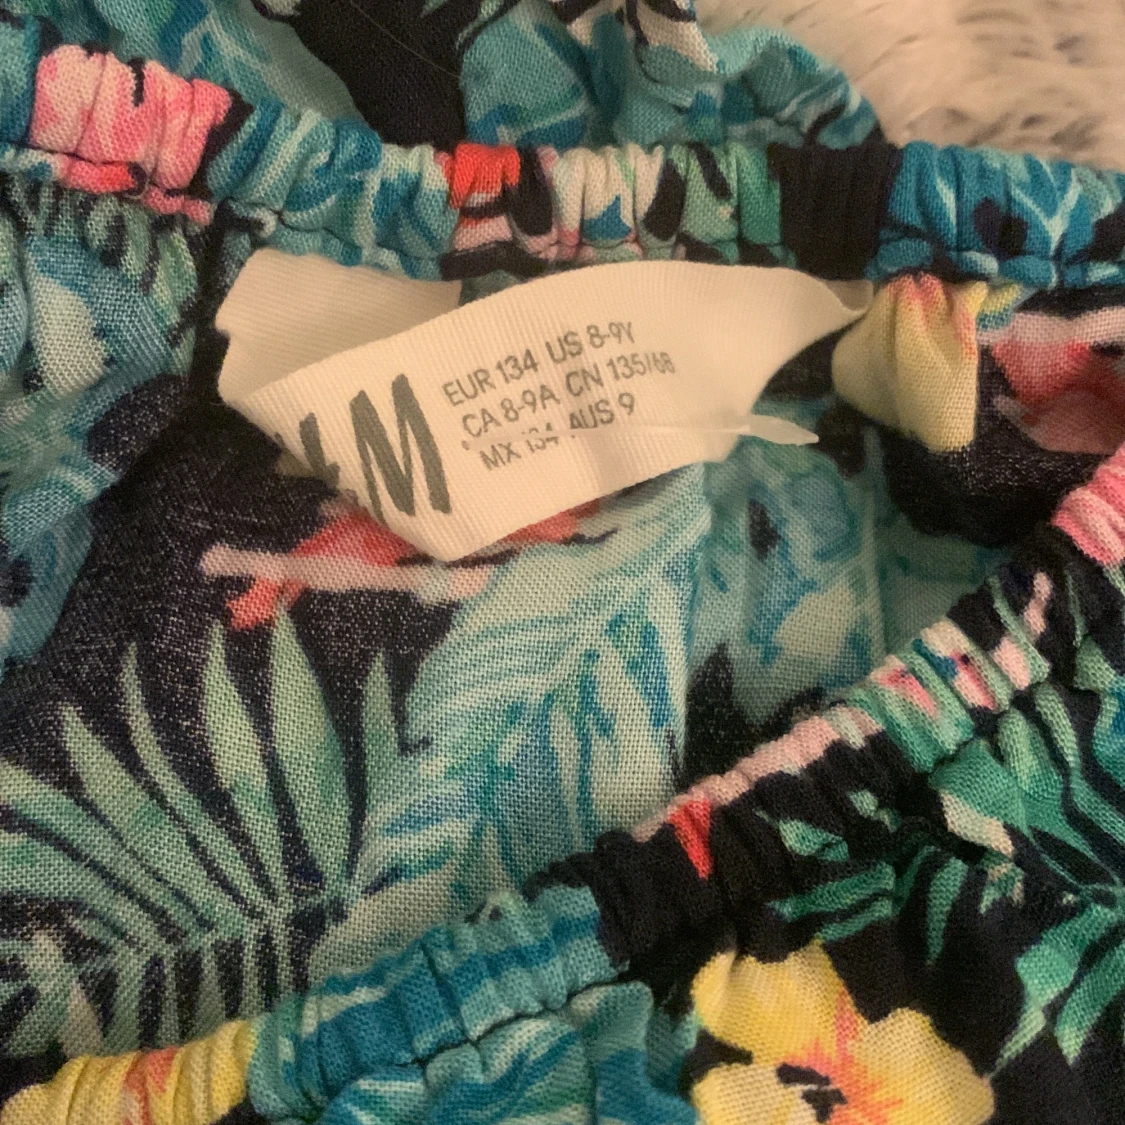 M
EUR 134 US 8-9Y
CA 8-9A CN 135/68
MX 134 AUS 9